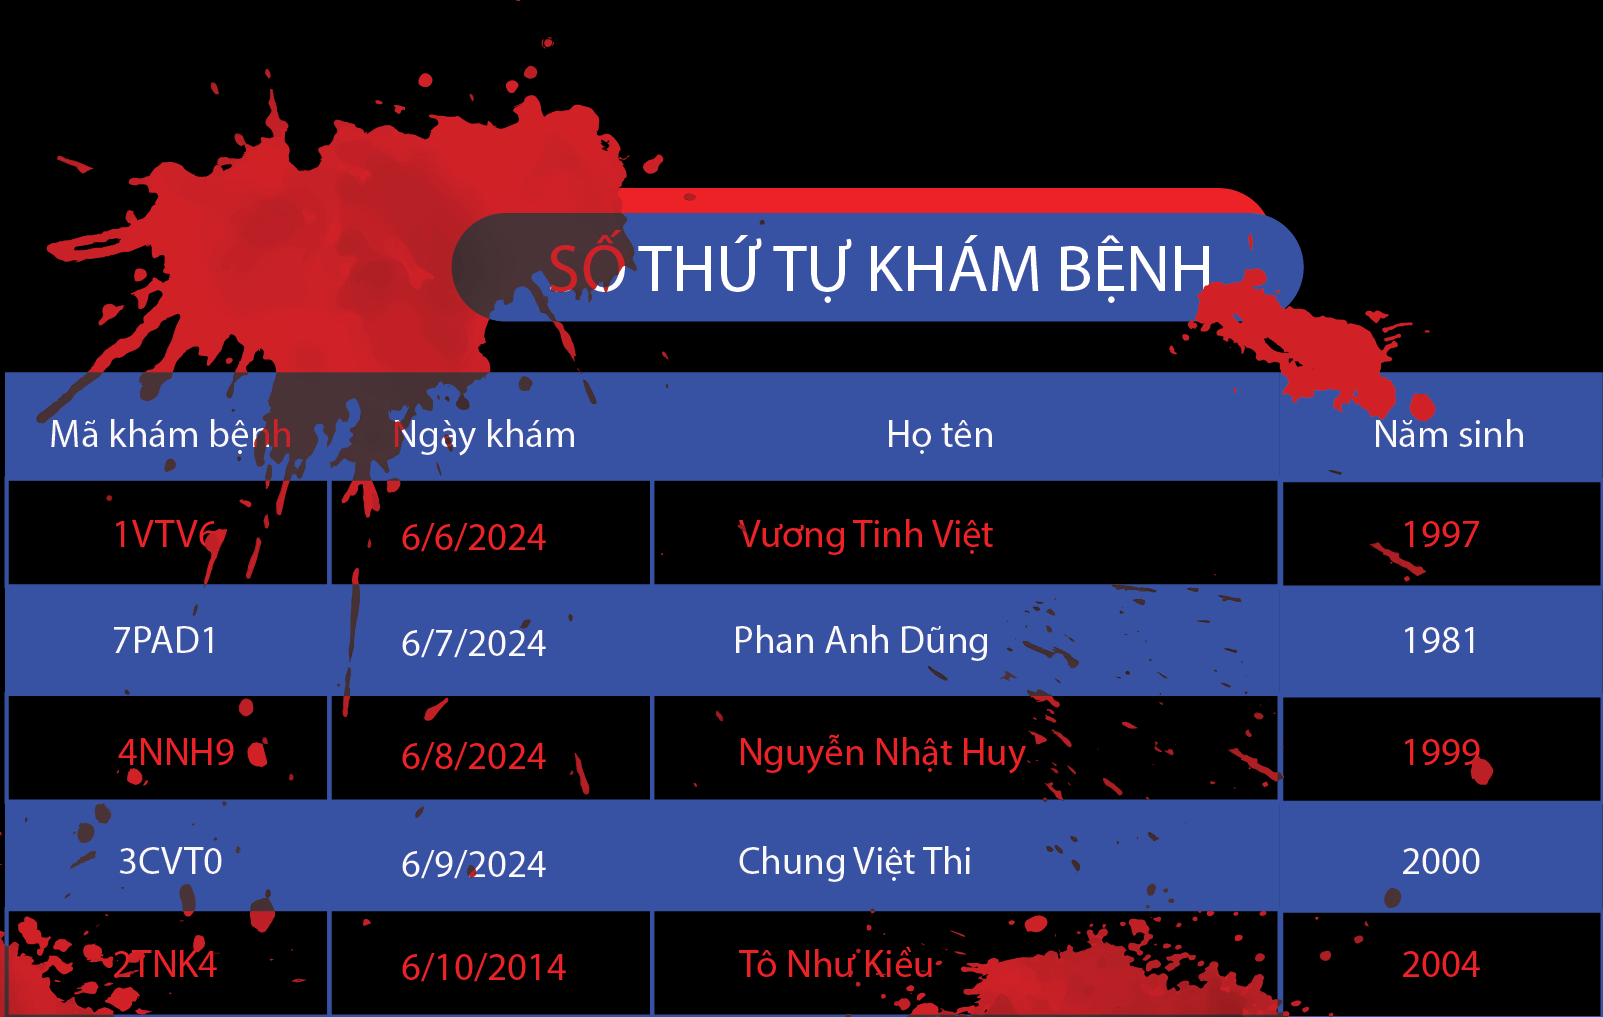 SỐ THỨ TỰ KHÁM BỆNH
Mã khám bệnh Ngày khám Họ tên Năm sinh
1VTV6 6/6/2024 Vương Tinh Việt 1997
7PAD1 6/7/2024 Phan Anh Dũng 1981
4NNH9 6/8/2024 Nguyễn Nhật Huy 1999
3CVT0 6/9/2024 Chung Việt Thi 2000
2TNK4 6/10/2014 Tô Như Kiều 2004